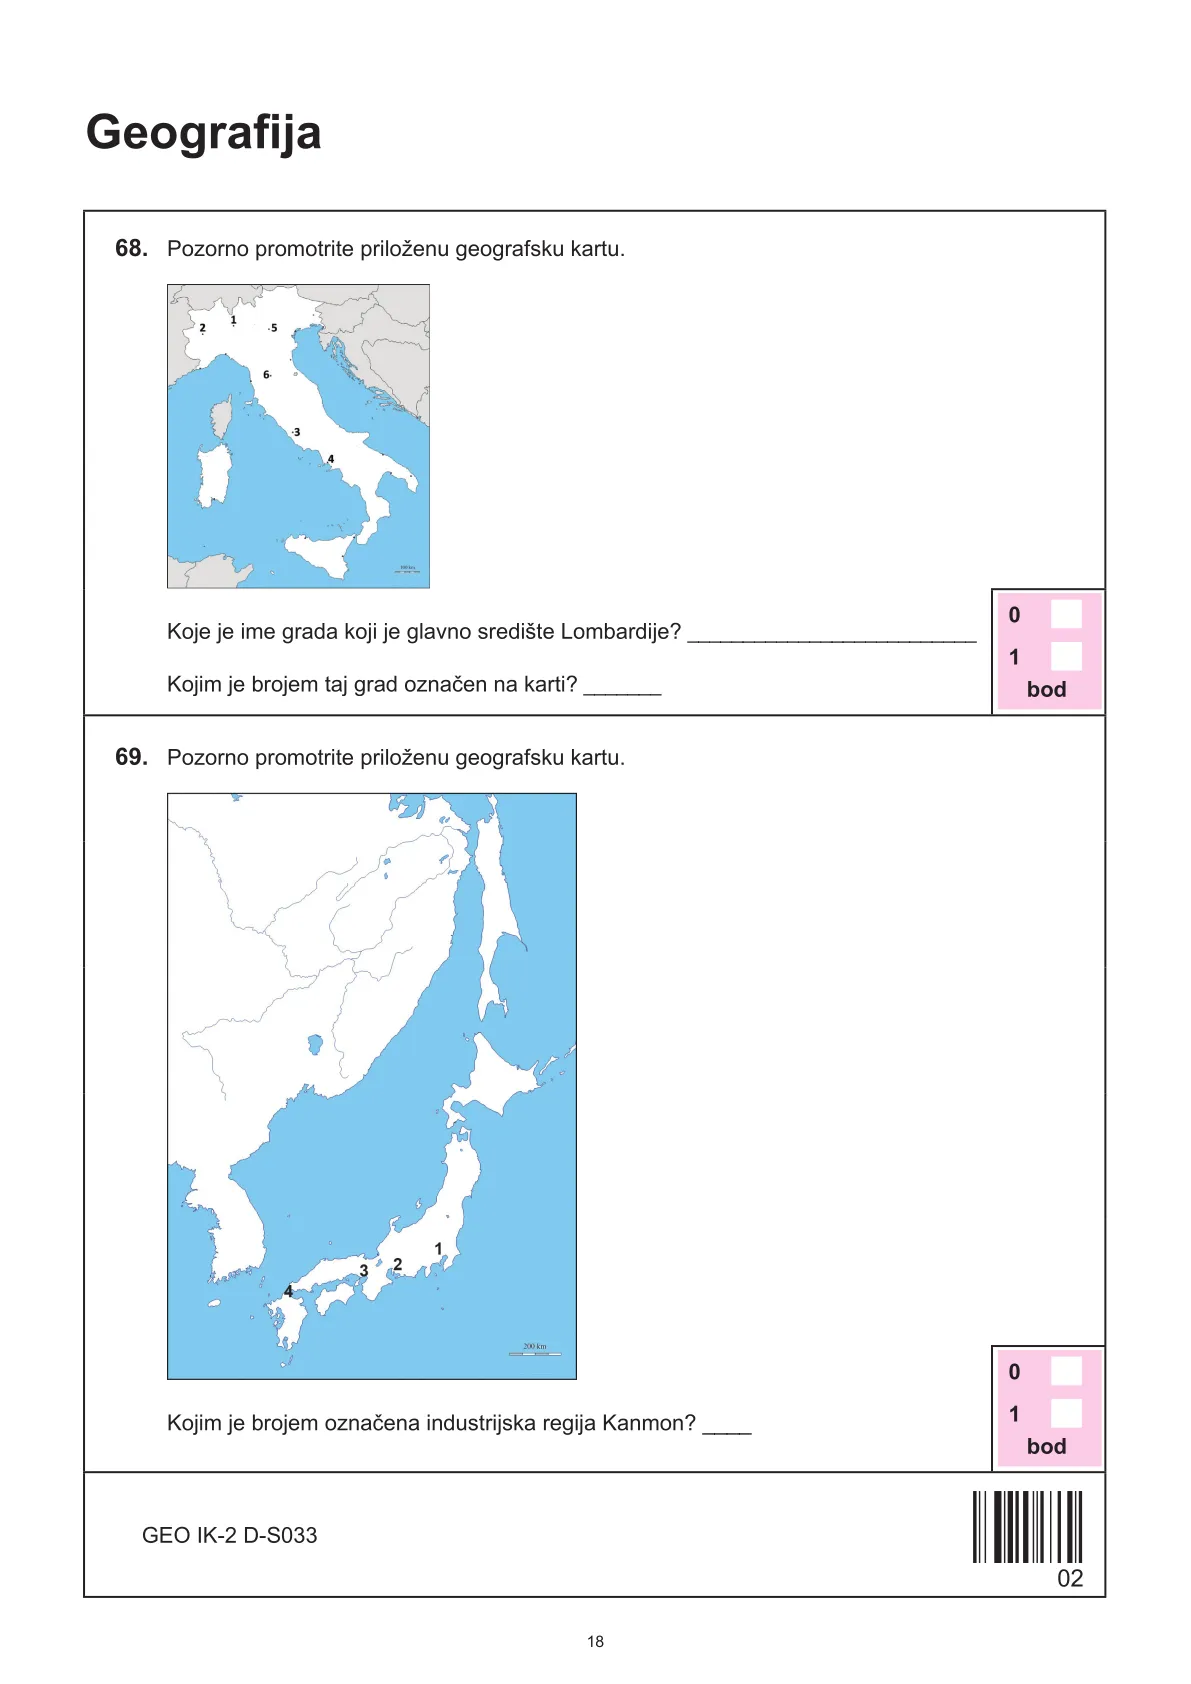 Geografija
68. Pozorno promotrite priloženu geografsku kartu.
1
2
5
6
3
4
100 km
Koje je ime grada koji je glavno središte Lombardije? __________________________
Kojim je brojem taj grad označen na karti? _______
0
1
bod
69. Pozorno promotrite priloženu geografsku kartu.
1
2
3
4
200 km
Kojim je brojem označena industrijska regija Kanmon? ____
0
1
bod
GEO IK-2 D-S033
02
18